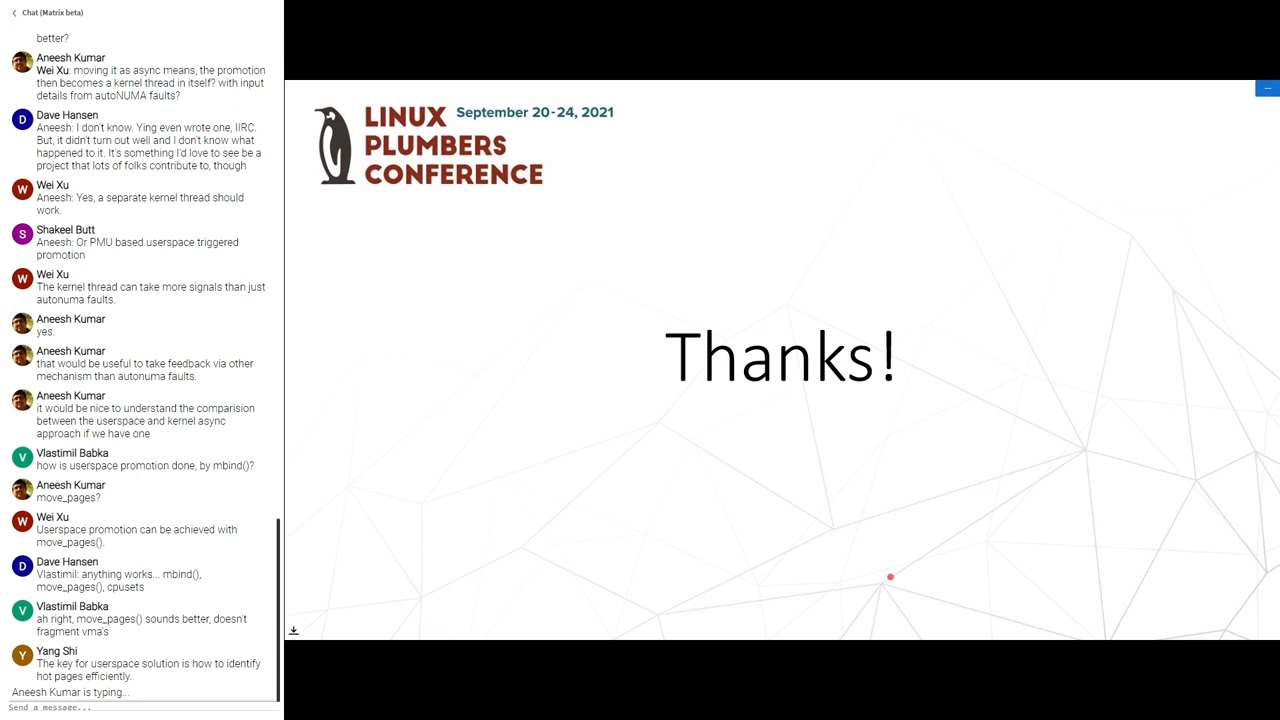 Chat (Matrix beta)
better?
Aneesh Kumar
Wei Xu: moving it as async means, the promotion
then becomes a kernel thread in itself? with input
details from autoNUMA faults?
D
Dave Hansen
Aneesh: I don't know. Ying even wrote one, IIRC.
But, it didn't turn out well and I don't know what
happened to it. It's something I'd love to see be a
project that lots of folks contribute to, though
W
Wei Xu
Aneesh: Yes, a separate kernel thread should
work.
S
Shakeel Butt
Aneesh: Or PMU based userspace triggered
promotion
W
Wei Xu
The kernel thread can take more signals than just
autonuma faults.
Aneesh Kumar
yes.
Aneesh Kumar
that would be useful to take feedback via other
mechanism than autonuma faults.
Aneesh Kumar
it would be nice to understand the comparision
between the userspace and kernel async
approach if we have one
V
Vlastimil Babka
how is userspace promotion done, by mbind()?
Aneesh Kumar
move_pages?
W
Wei Xu
Userspace promotion can be achieved with
move_pages().
D
Dave Hansen
Vlastimil: anything works... mbind(),
move_pages(), cpusets
V
Vlastimil Babka
ah right, move_pages() sounds better, doesn't
fragment vma's
Y
Yang Shi
The key for userspace solution is how to identify
hot pages efficiently.
Aneesh Kumar is typing...
Send a message...
LINUX
PLUMBERS
CONFERENCE
September 20-24, 2021
Thanks!